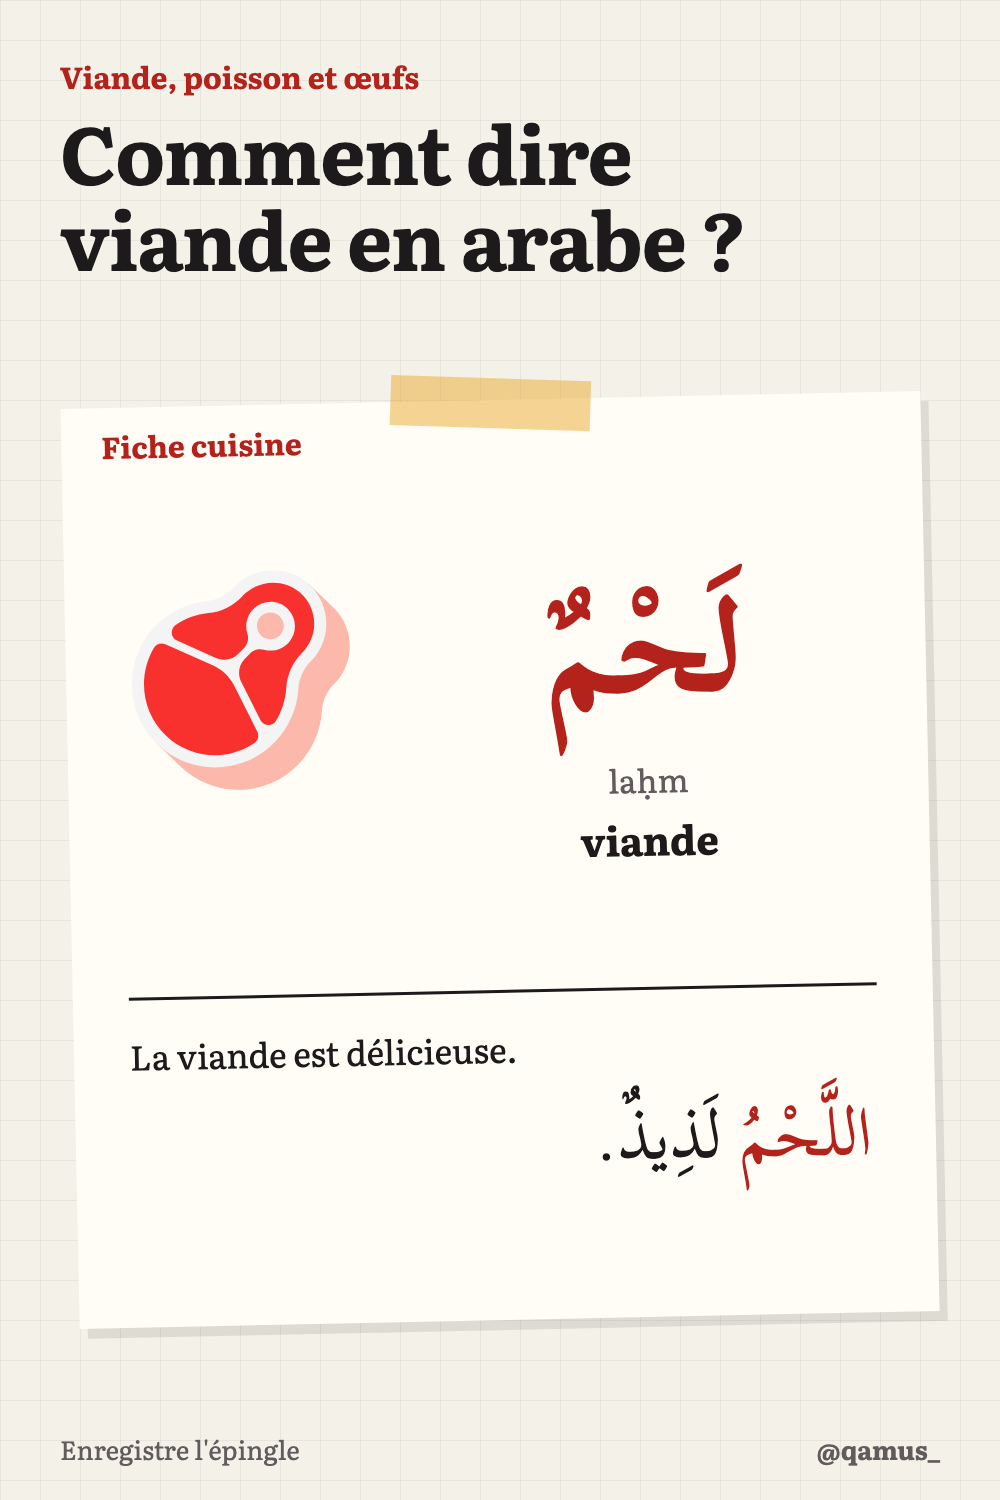 Viande, poisson et œufs
Comment dire
viande en arabe ?
Fiche cuisine
لَحْمٌ
laḥm
viande
La viande est délicieuse.
اللَّحْمُ لَذِيذٌ.
Enregistre l'épingle
@qamus_